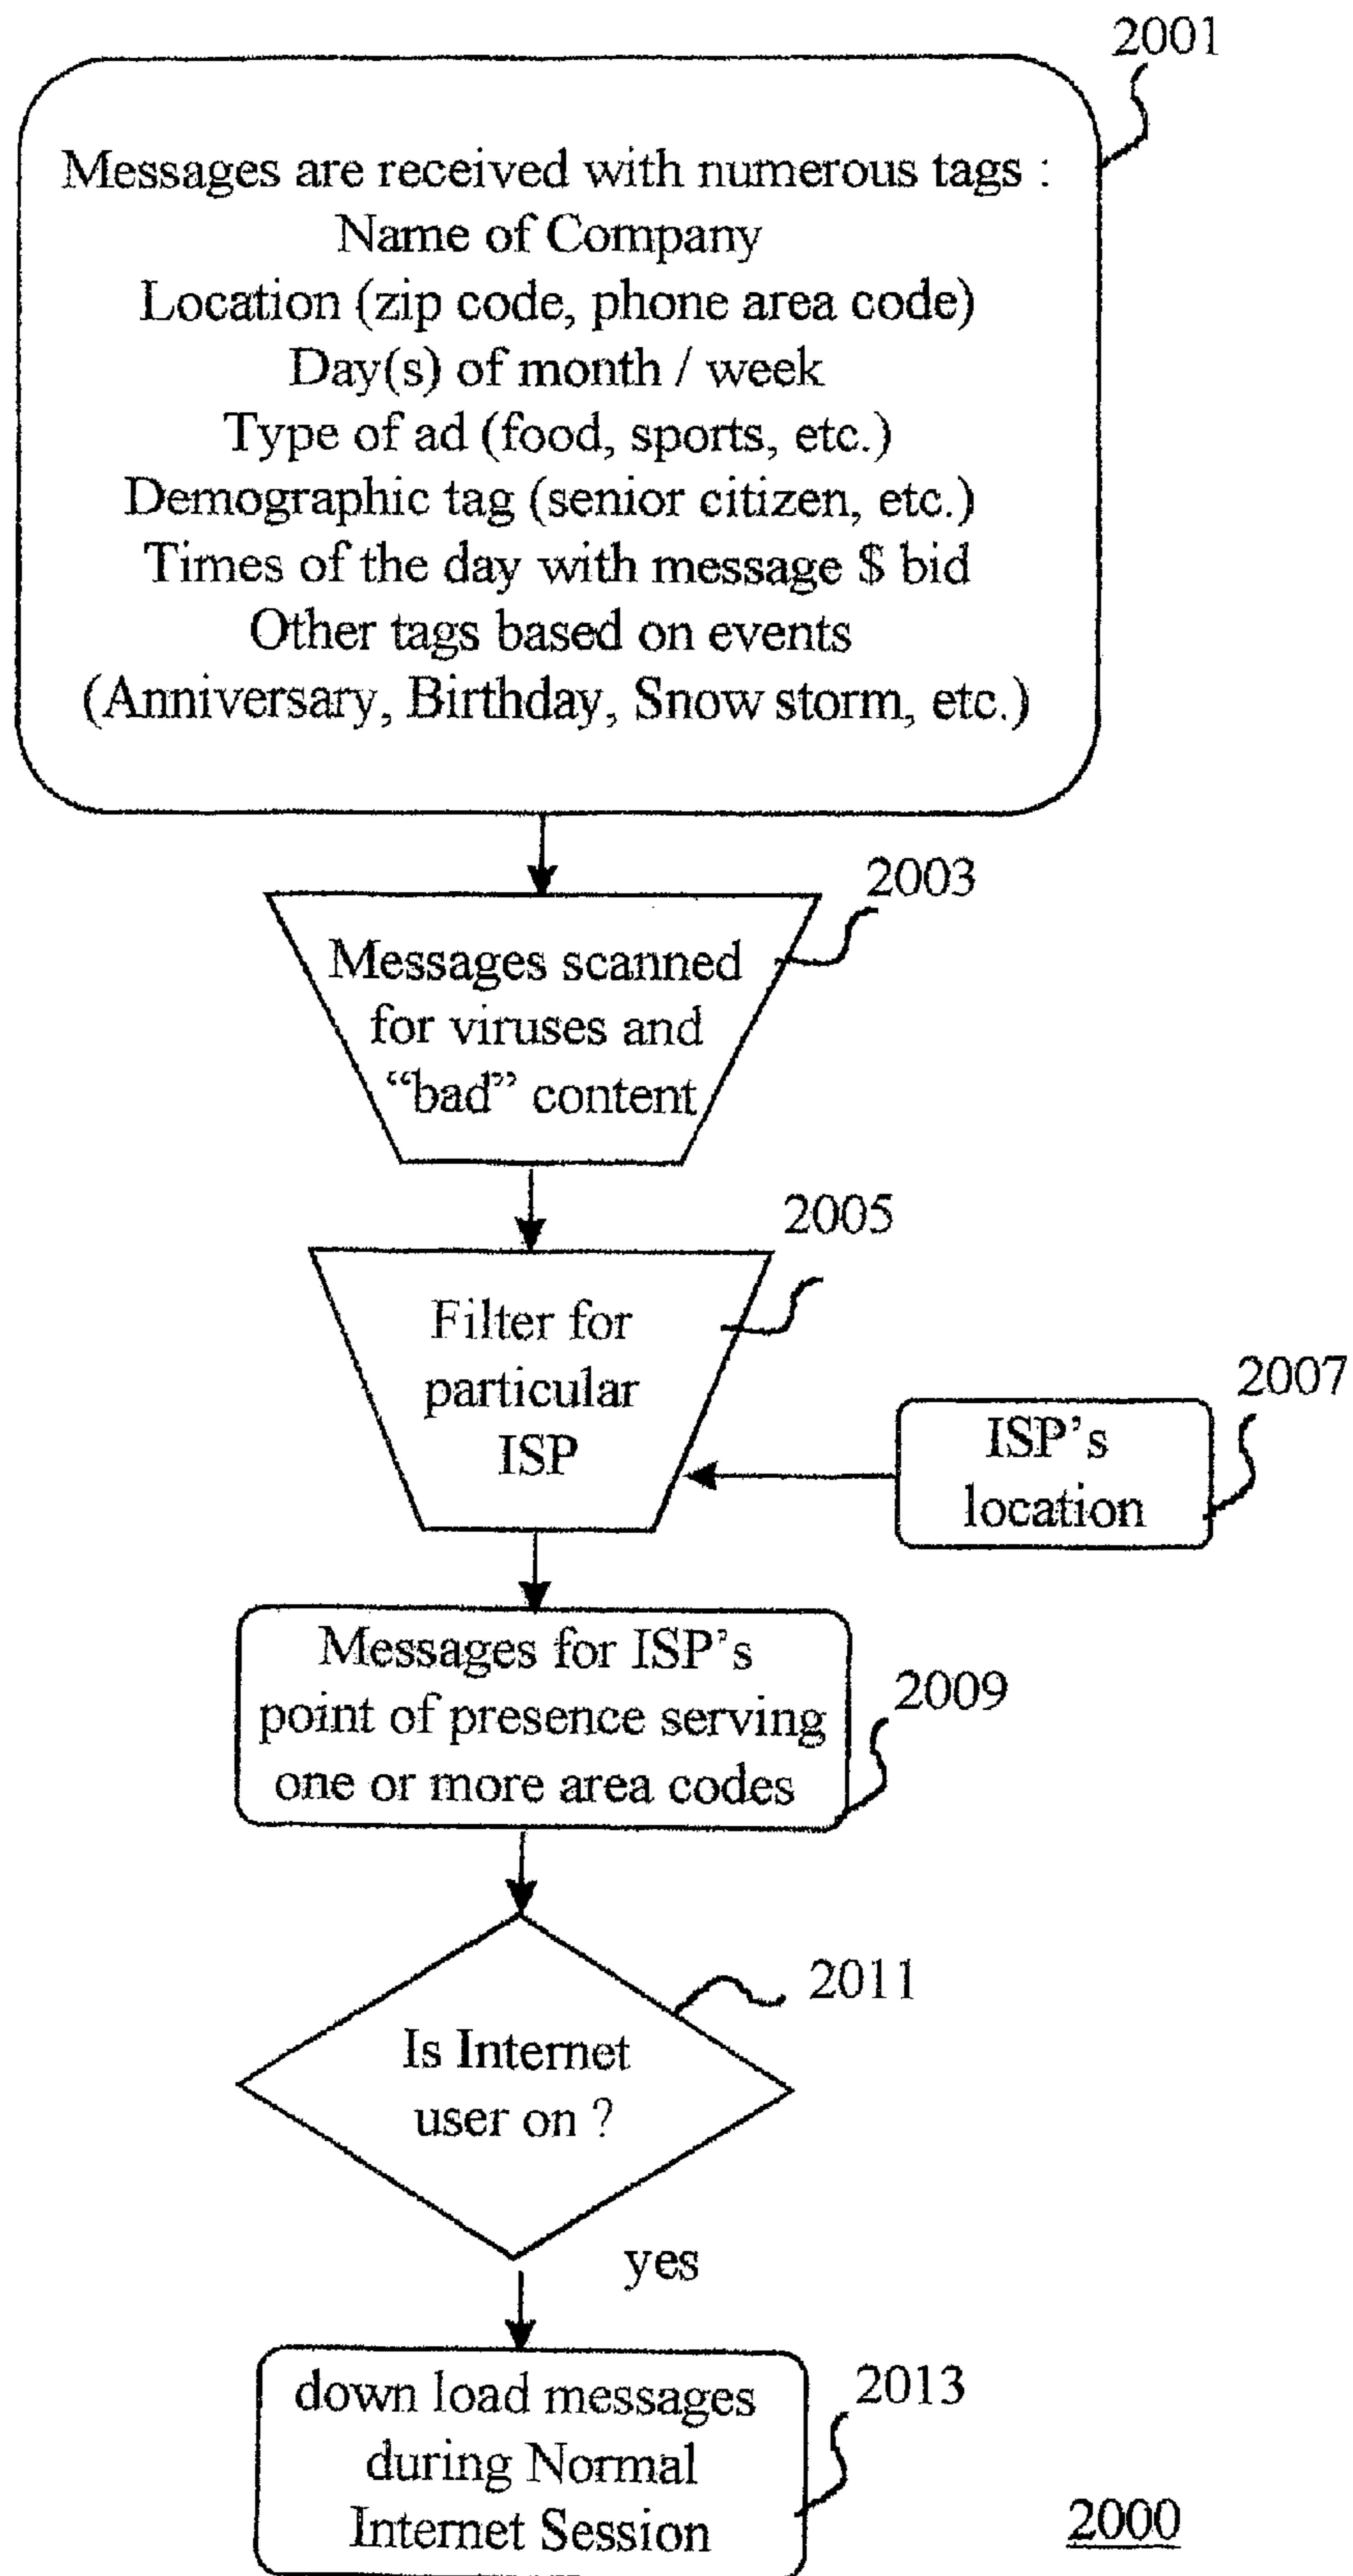 2001
Messages are received with numerous tags :
Name of Company
Location (zip code, phone area code)
Day(s) of month / week
Type of ad (food, sports, etc.)
Demographic tag (senior citizen, etc.)
Times of the day with message $ bid
Other tags based on events
(Anniversary, Birthday, Snow storm, etc.)
2003
Messages scanned
for viruses and
“bad” content
2005
Filter for
particular
ISP
2007
ISP’s
location
Messages for ISP’s
point of presence serving
one or more area codes
2009
2011
Is Internet
user on ?
yes
down load messages
during Normal
Internet Session
2013
2000